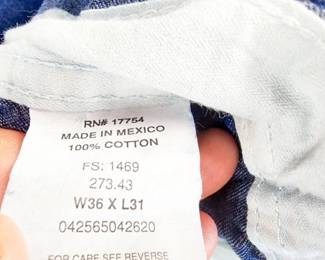 RN# 17754
MADE IN MEXICO
100% COTTON
FS: 1469
273.43
W36 X L31
042565042620
FOR CARE SEE REVERSE